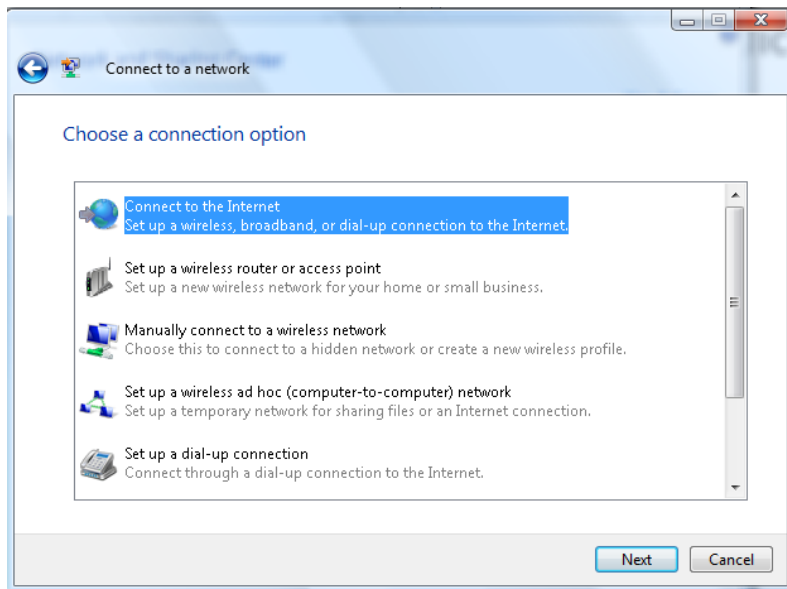 Connect to a network
Choose a connection option
Connect to the Internet
Set up a wireless, broadband, or dial-up connection to the Internet.
Set up a wireless router or access point
Set up a new wireless network for your home or small business.
Manually connect to a wireless network
Choose this to connect to a hidden network or create a new wireless profile.
Set up a wireless ad hoc (computer-to-computer) network
Set up a temporary network for sharing files or an Internet connection.
Set up a dial-up connection
Connect through a dial-up connection to the Internet.
Next
Cancel